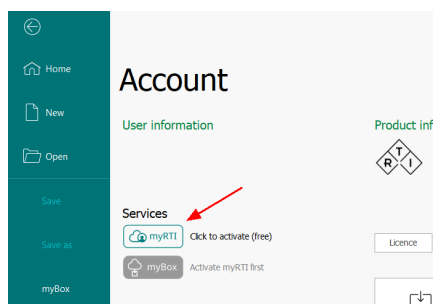 Home
Account
New
User information
Product inf
Open
R T I
Save
Services
myRTI
Click to activate (free)
Save as
Licence
myBox
Activate myRTI first
myBox